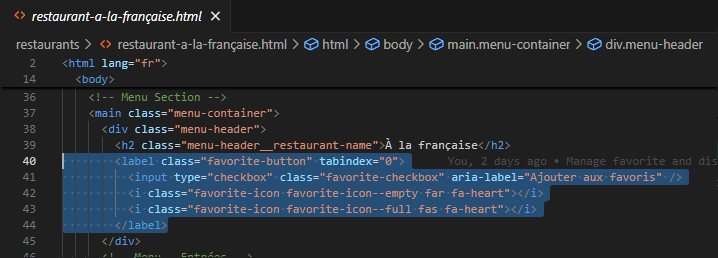 <> restaurant-a-la-française.html ×
restaurants > <> restaurant-a-la-française.html > html > body > main.menu-container > div.menu-header
2 <html lang="fr">
14 <body>
36 <!-- Menu Section -->
37 <main class="menu-container">
38 <div class="menu-header">
39 <h2 class="menu-header__restaurant-name">À la française</h2>
40 <label·class="favorite-button"·tabindex="0"> You, 2 days ago • Manage favorite and dis
41 ········<input·type="checkbox"·class="favorite-checkbox"·aria-label="Ajouter·aux·favoris"·/>
42 ········<i·class="favorite-icon·favorite-icon--empty·far·fa-heart"></i>
43 ········<i·class="favorite-icon·favorite-icon--full·fas·fa-heart"></i>
44 ······</label>
45 </div>
46 <!-- Menu - Entrées -->